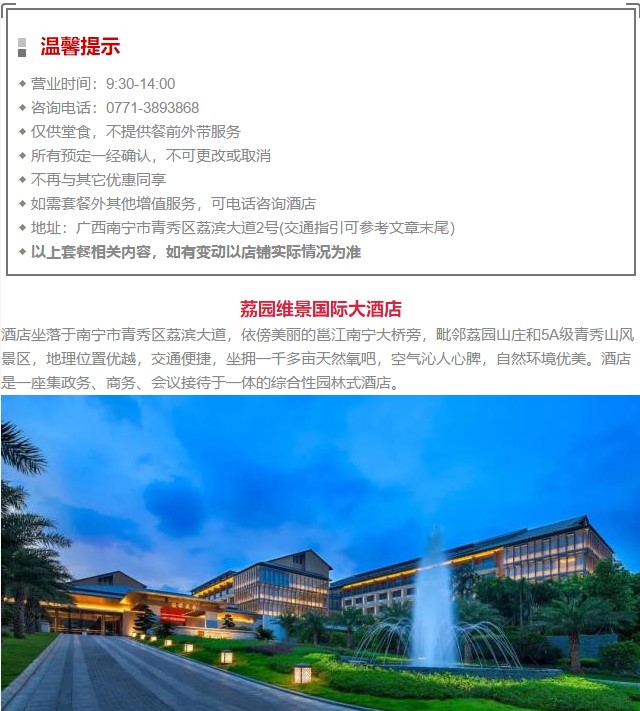 温馨提示
营业时间：9:30-14:00
咨询电话：0771-3893868
仅供堂食，不提供餐前外带服务
所有预定一经确认，不可更改或取消
不再与其它优惠同享
如需套餐外其他增值服务，可电话咨询酒店
地址：广西南宁市青秀区荔滨大道2号(交通指引可参考文章末尾)
以上套餐相关内容，如有变动以店铺实际情况为准
荔园维景国际大酒店
酒店坐落于南宁市青秀区荔滨大道，依傍美丽的邕江南宁大桥旁，毗邻荔园山庄和5A级青秀山风
景区，地理位置优越，交通便捷，坐拥一千多亩天然氧吧，空气沁人心脾，自然环境优美。酒店
是一座集政务、商务、会议接待于一体的综合性园林式酒店。